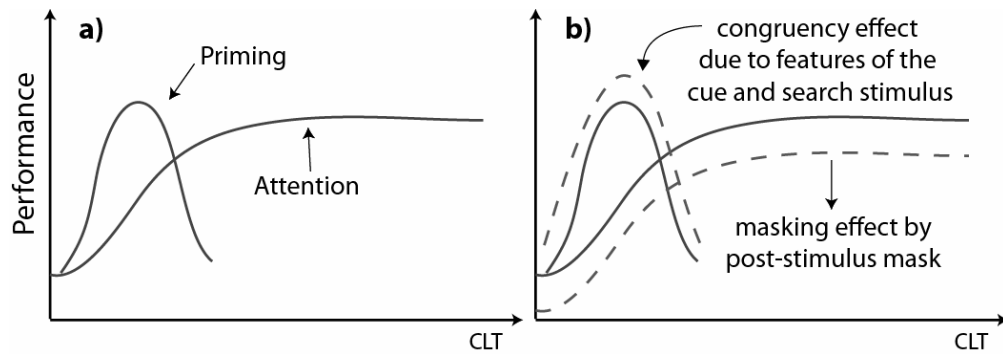 a)
Priming
Attention
Performance
CLT
b)
congruency effect
due to features of the
cue and search stimulus
masking effect by
post-stimulus mask
CLT